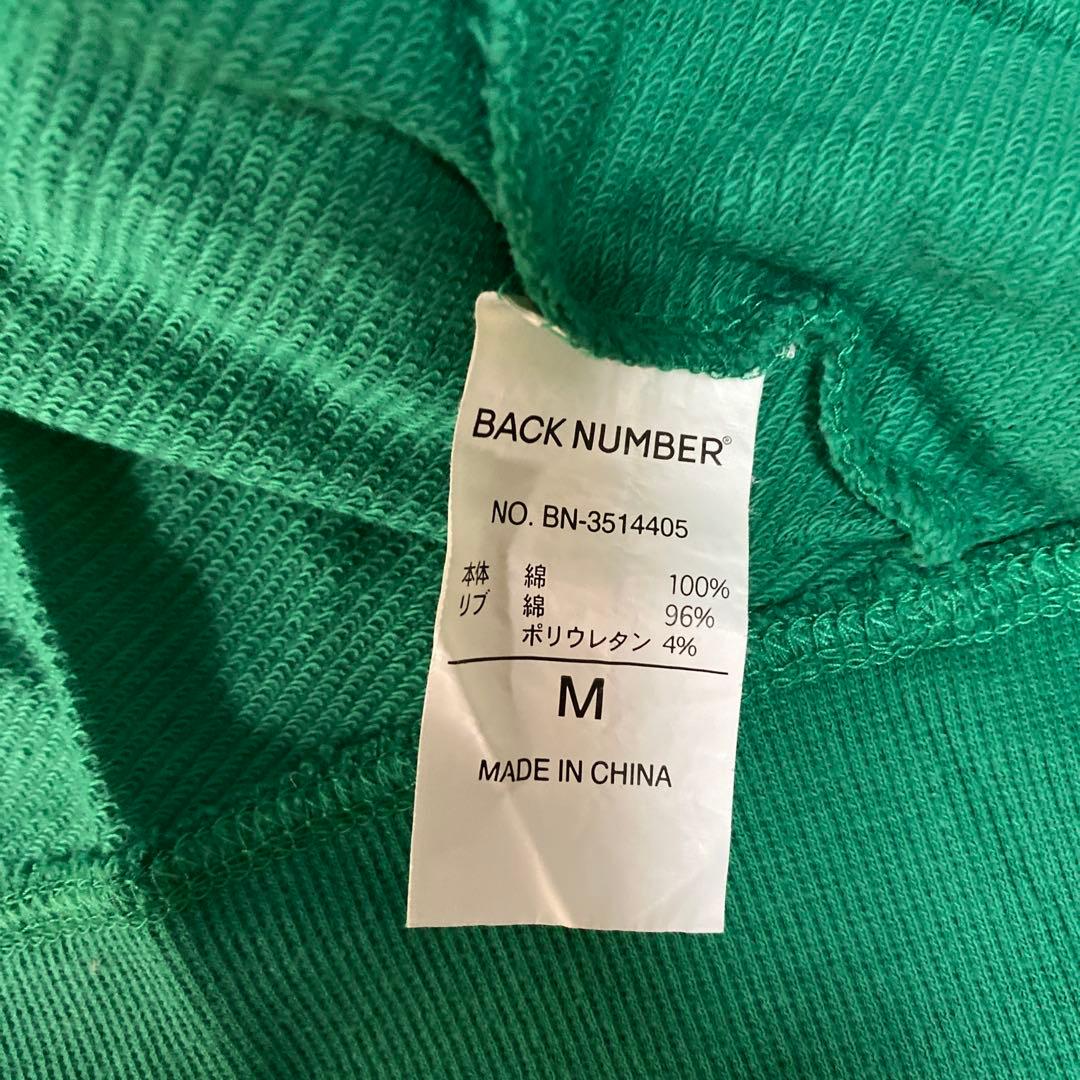 BACK NUMBER®
NO. BN-3514405
本体 綿 100%
リブ 綿 96%
ポリウレタン 4%
M
MADE IN CHINA